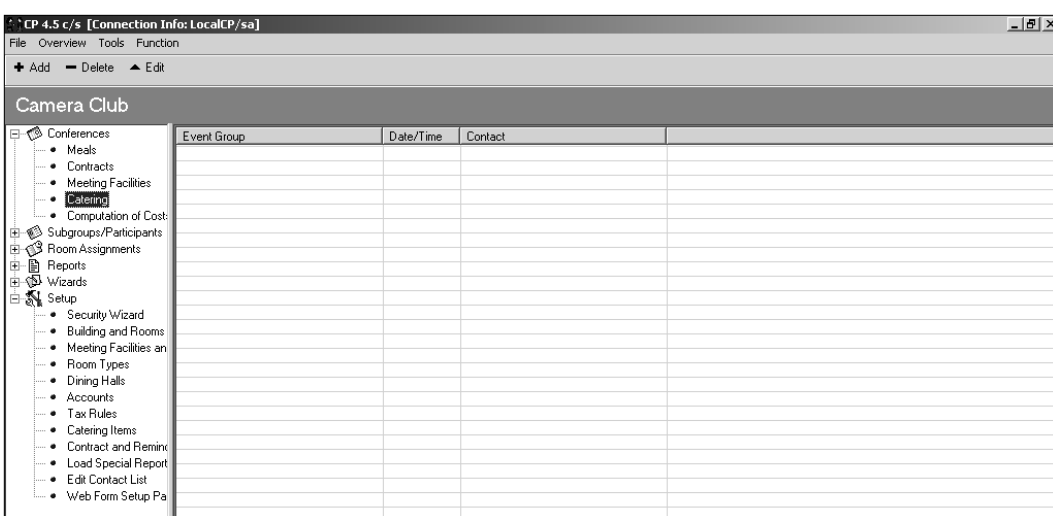 CP 4.5 c/s [Connection Info: LocalCP/sa]
File Overview Tools Function
Add Delete Edit
Camera Club
Event Group Date/Time Contact
Conferences
Meals
Contracts
Meeting Facilities
Catering
Computation of Cost
Subgroups/Participants
Room Assignments
Reports
Wizards
Setup
Security Wizard
Building and Rooms
Meeting Facilities an
Room Types
Dining Halls
Accounts
Tax Rules
Catering Items
Contract and Remind
Load Special Report
Edit Contact List
Web Form Setup Pa